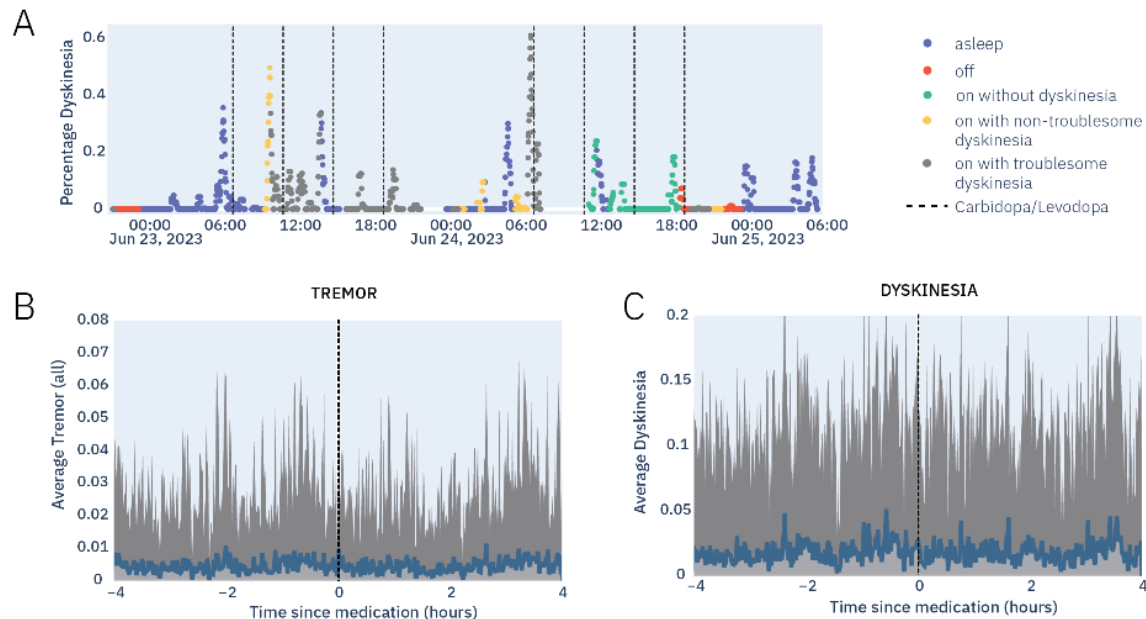 A
Percentage Dyskinesia
0.6
0.4
0.2
0
00:00
06:00
12:00
18:00
00:00
06:00
12:00
18:00
00:00
06:00
Jun 23, 2023
Jun 24, 2023
Jun 25, 2023
asleep
off
on without dyskinesia
on with non-troublesome
dyskinesia
on with troublesome
dyskinesia
Carbidopa/Levodopa
B
TREMOR
Average Tremor (all)
0.08
0.07
0.06
0.05
0.04
0.03
0.02
0.01
0
−4
−2
0
2
4
Time since medication (hours)
C
DYSKINESIA
Average Dyskinesia
0.2
0.15
0.1
0.05
0
−4
−2
0
2
4
Time since medication (hours)